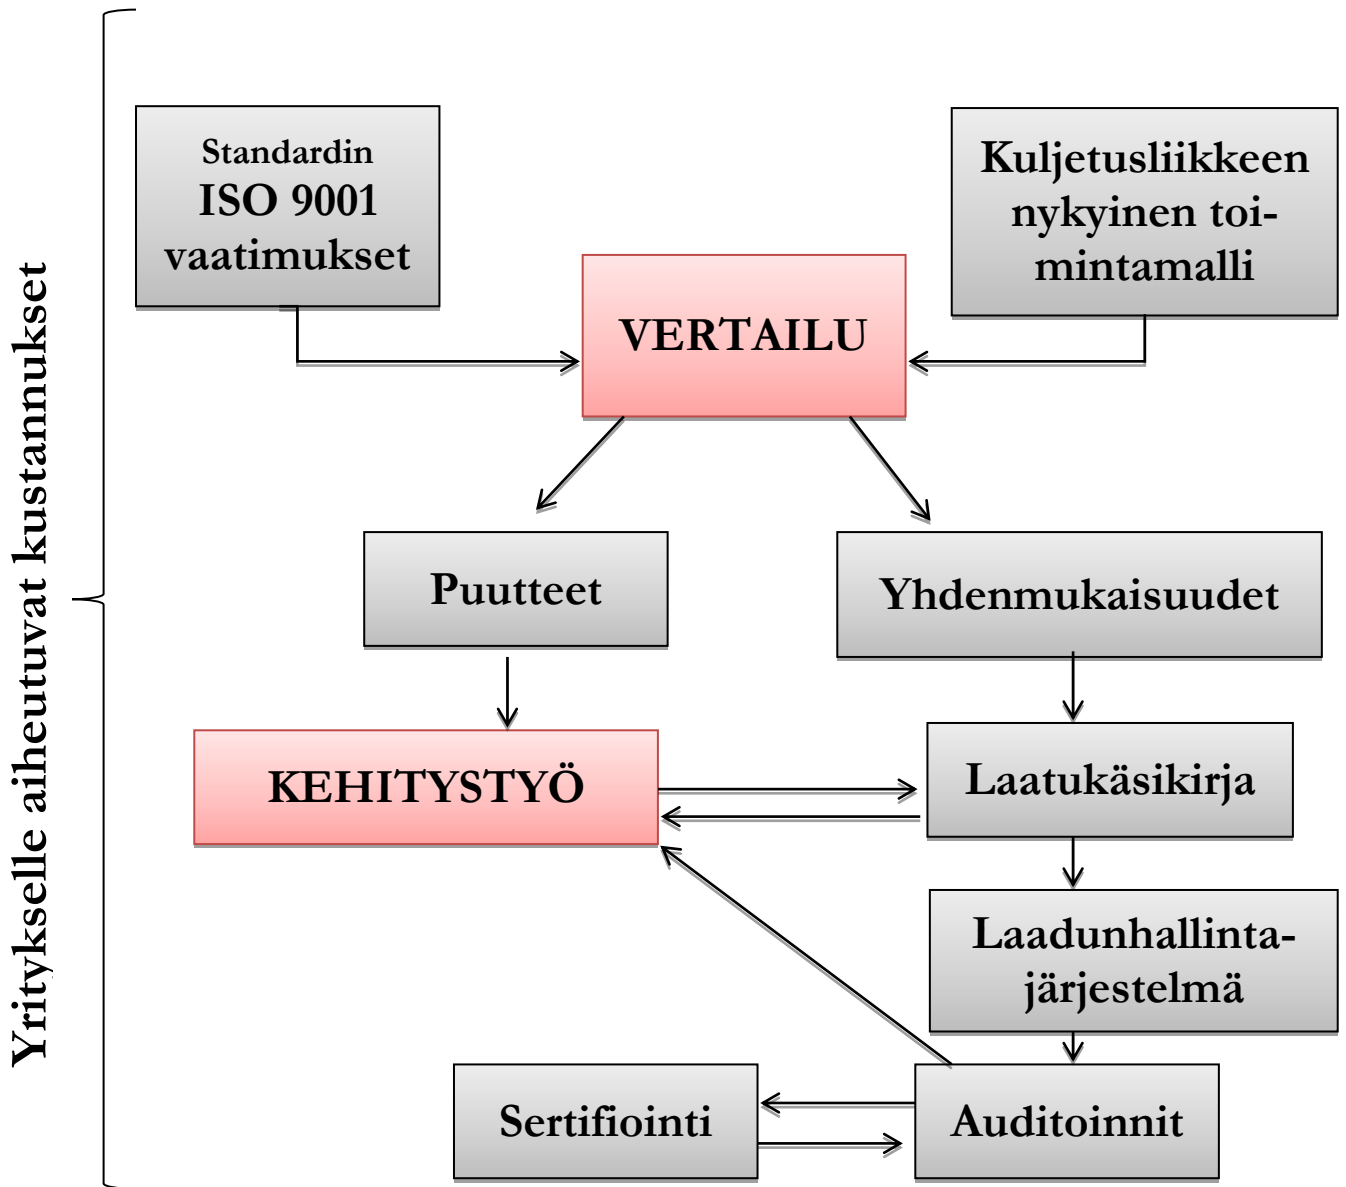 Yritykselle aiheutuvat kustannukset
Standardin
ISO 9001
vaatimukset
Kuljetusliikkeen
nykyinen toi-
mintamalli
VERTAILU
Puutteet
Yhdenmukaisuudet
KEHITYSTYÖ
Laatukäsikirja
Laadunhallinta-
järjestelmä
Sertifiointi
Auditoinnit